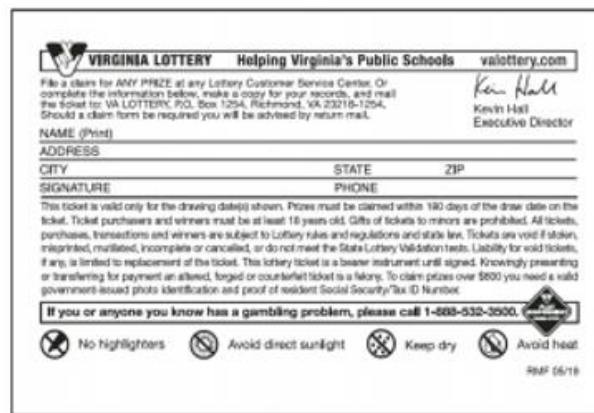 VIRGINIA LOTTERY Helping Virginia's Public Schools valottery.com
File a claim for ANY PRIZE at any Lottery Customer Service Center. Or
complete the information below, make a copy for your records, and mail
the ticket to: VA LOTTERY, P.O. Box 1254, Richmond, VA 23218-1254.
Should a claim form be required you will be advised by return mail.
Kevin Hall
Kevin Hall
Executive Director
NAME (Print)
ADDRESS
CITY STATE ZIP
SIGNATURE PHONE
This ticket is valid only for the drawing date(s) shown. Prizes must be claimed within 180 days of the draw date on the
ticket. Ticket purchasers and winners must be at least 18 years old. Gifts of tickets to minors are prohibited. All tickets,
purchases, transactions and winners are subject to Lottery rules and regulations and state law. Tickets are void if stolen,
misprinted, mutilated, incomplete or cancelled, or do not meet the State Lottery Validation tests. Liability for void tickets,
if any, is limited to replacement of the ticket. This lottery ticket is a bearer instrument until signed. Knowingly presenting
or transferring for payment an altered, forged or counterfeit ticket is a felony. To claim prizes over $600 you need a valid
government-issued photo identification and proof of resident Social Security/Tax ID Number.
If you or anyone you know has a gambling problem, please call 1-888-532-3500.
No highlighters Avoid direct sunlight Keep dry Avoid heat
RMF 05/19